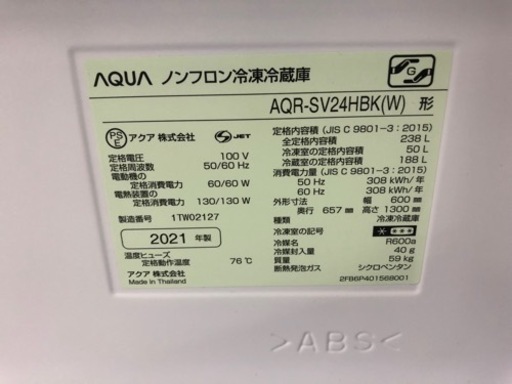 AQUA ノンフロン冷凍冷蔵庫
G
AQR-SV24HBK(W) 形
PS
E
アクア 株式会社
S JET
定格電圧 100 V
定格周波数 50/60 Hz
電動機の
定格消費電力 60/60 W
電熱装置の
定格消費電力 130/130 W
製造番号 1TW02127
2021 年製
温度ヒューズ
定格動作温度 76℃
アクア 株式会社
Made in Thailand
定格内容積 (JIS C 9801-3:2015)
全定格内容積 238 L
冷凍室の定格内容積 50 L
冷蔵室の定格内容積 188 L
消費電力量 (JIS C 9801-3:2015)
50 Hz 308 kWh/年
60 Hz 308 kWh/年
外形寸法 幅 600 mm
奥行 657 mm 高さ 1300 mm
種類 冷凍冷蔵庫
冷凍室の記号
冷媒名 R600a
冷媒封入量 40 g
質量 59 kg
断熱発泡ガス シクロペンタン
2FB6P401568001
>ABS<